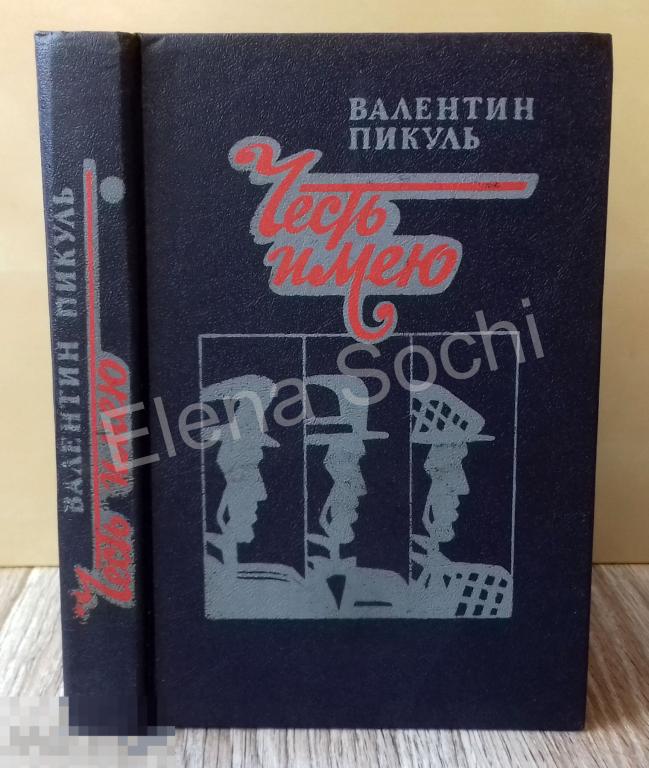 ВАЛЕНТИН
ПИКУЛЬ
Честь
имею
ВАЛЕНТИН ПИКУЛЬ
Честь имею
Elena Sochi